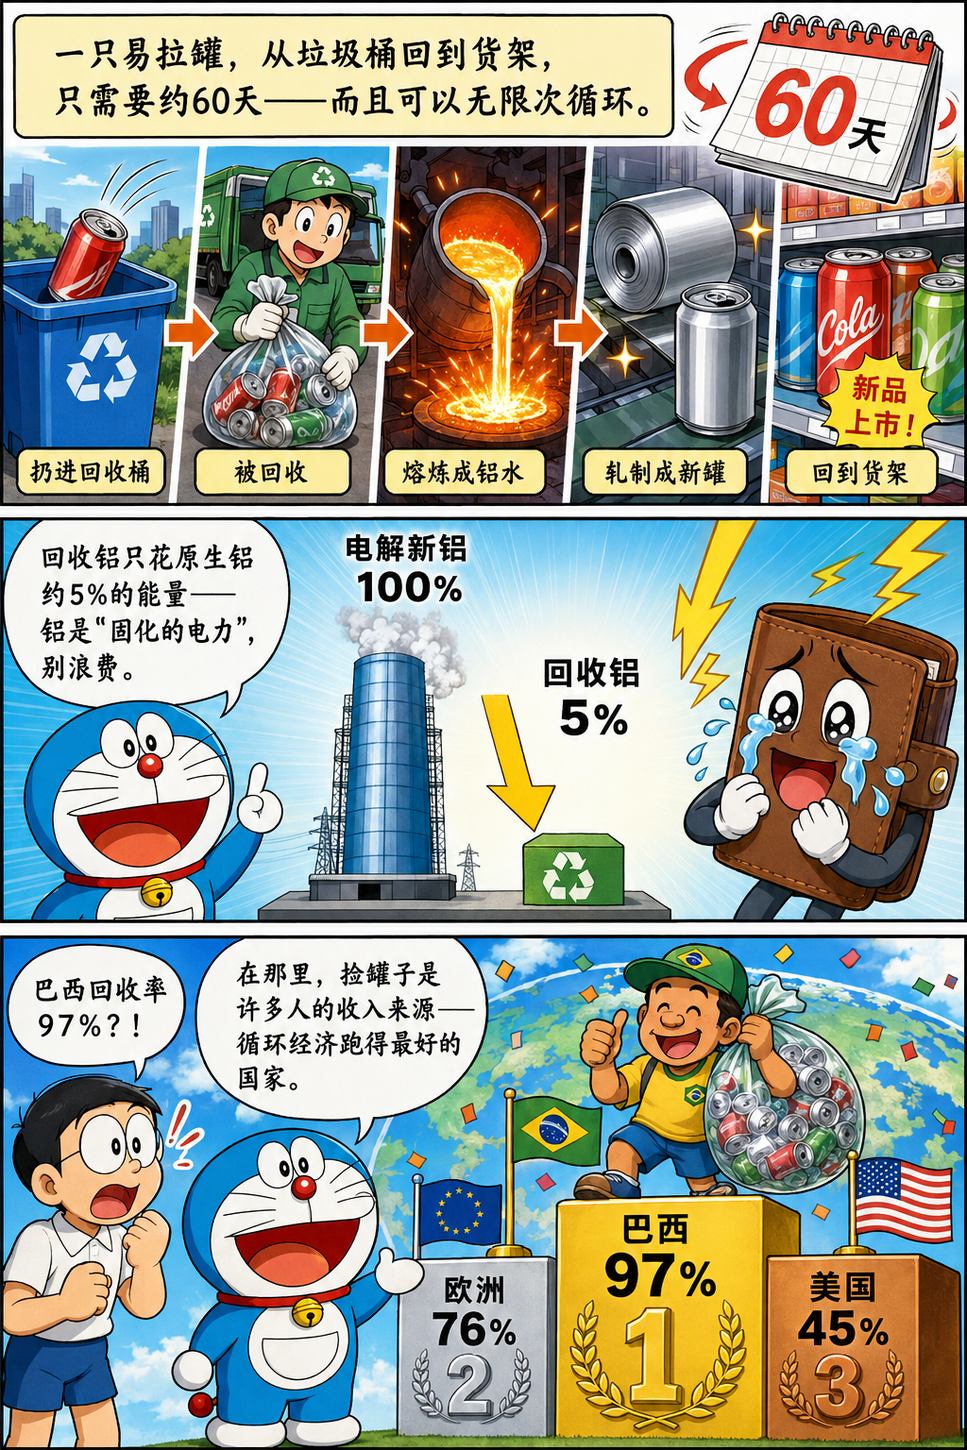 一只易拉罐，从垃圾桶回到货架，
只需要约60天——而且可以无限次循环。
60天
扔进回收桶
被回收
熔炼成铝水
轧制成新罐
Cola
新品
上市！
回到货架
回收铝只花原生铝
约5%的能量——
铝是“固化的电力”，
别浪费。
电解新铝
100%
回收铝
5%
巴西回收率
97%？！
在那里，捡罐子是
许多人的收入来源——
循环经济跑得最好的
国家。
欧洲
76%
2
巴西
97%
1
美国
45%
3